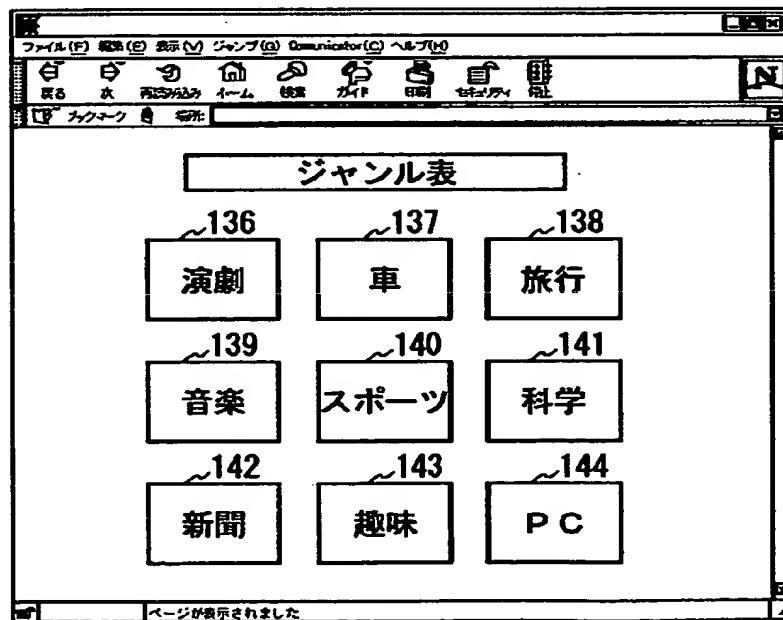 ファイル(F) 編集(E) 表示(V) ジャンプ(G) Comunicator(C) ヘルプ(H)
戻る 次 再読み込み ホーム 検索 ガイド 印刷 セキュリティ 停止
N
ブックマーク 場所:
ジャンル表
136 137 138
演劇 車 旅行
139 140 141
音楽 スポーツ 科学
142 143 144
新聞 趣味 PC
ページが表示されました